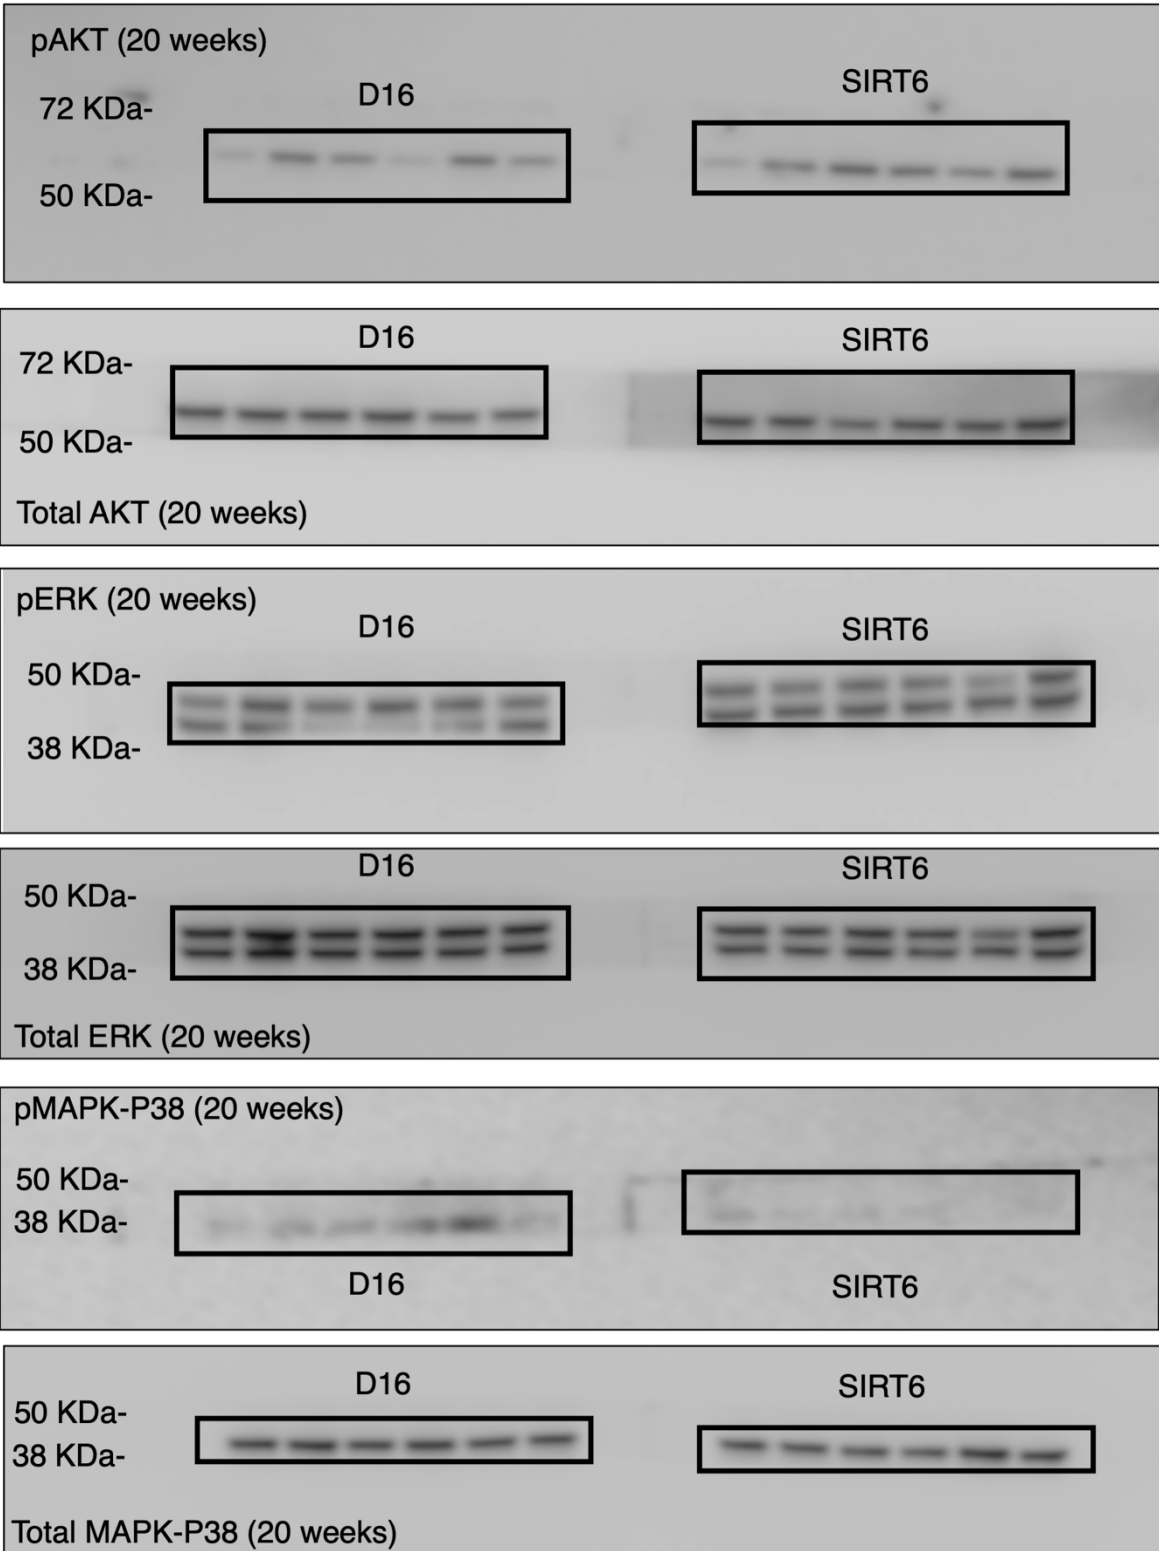 pAKT (20 weeks)
D16
SIRT6
72 KDa-
50 KDa-
D16
SIRT6
72 KDa-
50 KDa-
Total AKT (20 weeks)
pERK (20 weeks)
D16
SIRT6
50 KDa-
38 KDa-
D16
SIRT6
50 KDa-
38 KDa-
Total ERK (20 weeks)
pMAPK-P38 (20 weeks)
50 KDa-
38 KDa-
D16
SIRT6
D16
SIRT6
50 KDa-
38 KDa-
Total MAPK-P38 (20 weeks)